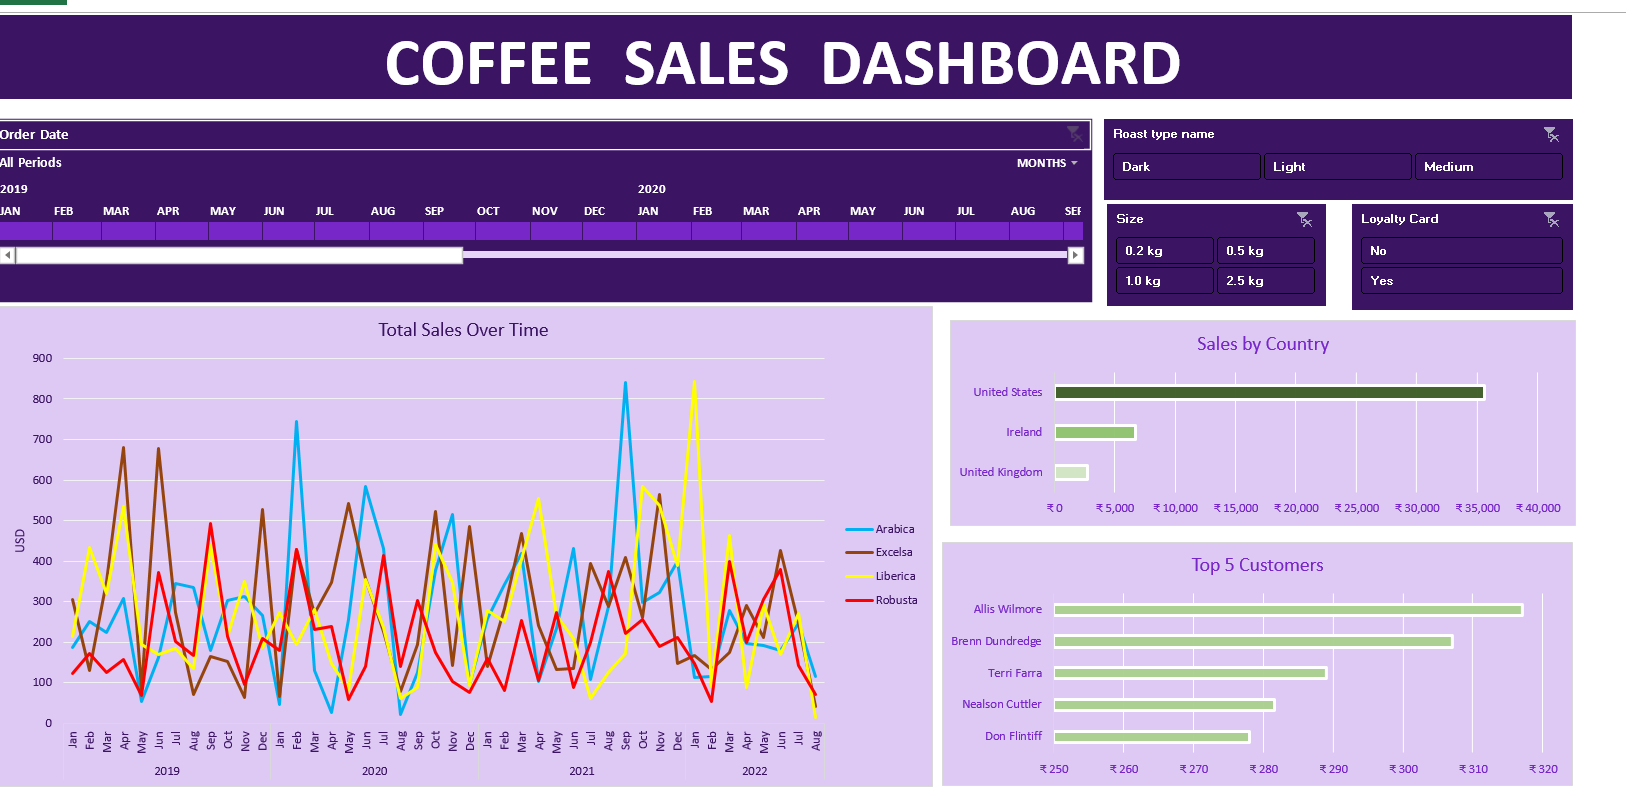 COFFEE SALES DASHBOARD
Order Date
All Periods
MONTHS
2019 2020
JAN FEB MAR APR MAY JUN JUL AUG SEP OCT NOV DEC JAN FEB MAR APR MAY JUN JUL AUG SEP
Roast type name
Dark Light Medium
Size
0.2 kg 0.5 kg
1.0 kg 2.5 kg
Loyalty Card
No
Yes
Total Sales Over Time
900
800
700
600
500
400
300
200
100
0
USD
Jan Feb Mar Apr May Jun Jul Aug Sep Oct Nov Dec Jan Feb Mar Apr May Jun Jul Aug Sep Oct Nov Dec Jan Feb Mar Apr May Jun Jul Aug Sep Oct Nov Dec Jan Feb Mar Apr May Jun Jul Aug
2019 2020 2021 2022
Arabica
Excelsa
Liberica
Robusta
Sales by Country
United States
Ireland
United Kingdom
₹ 0 ₹ 5,000 ₹ 10,000 ₹ 15,000 ₹ 20,000 ₹ 25,000 ₹ 30,000 ₹ 35,000 ₹ 40,000
Top 5 Customers
Allis Wilmore
Brenn Dundredge
Terri Farra
Nealson Cuttler
Don Flintiff
₹ 250 ₹ 260 ₹ 270 ₹ 280 ₹ 290 ₹ 300 ₹ 310 ₹ 320